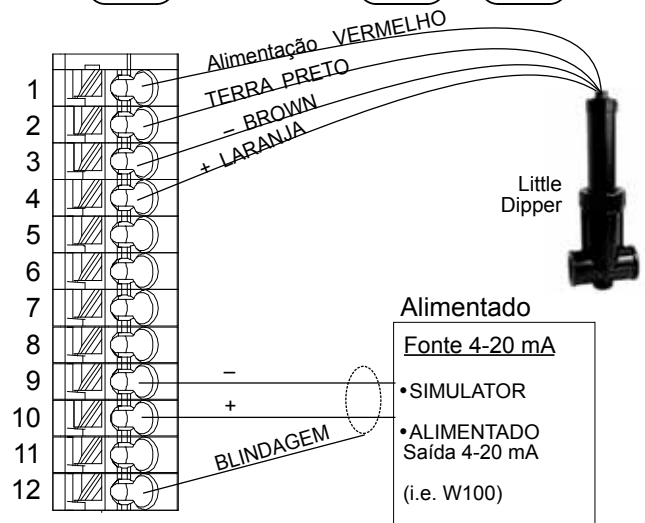 Alimentação VERMELHO
TERRA PRETO
– BROWN
+ LARANJA
1
2
3
4
5
6
7
8
9
10
11
12
Little
Dipper
Alimentado
Fonte 4-20 mA
•SIMULATOR
•ALIMENTADO
Saída 4-20 mA
(i.e. W100)
–
+
BLINDAGEM